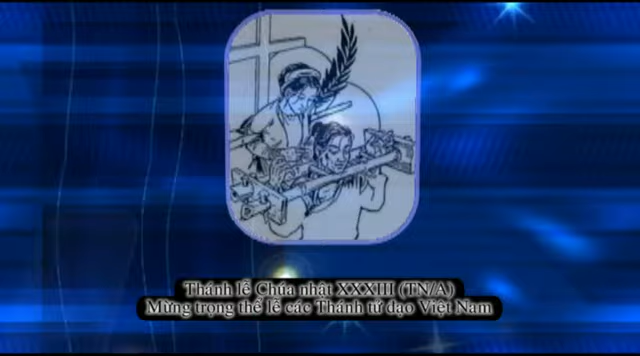 Thánh lễ Chúa nhật XXXIII (TN/A)
Mừng trọng thể lễ các Thánh tử đạo Việt Nam